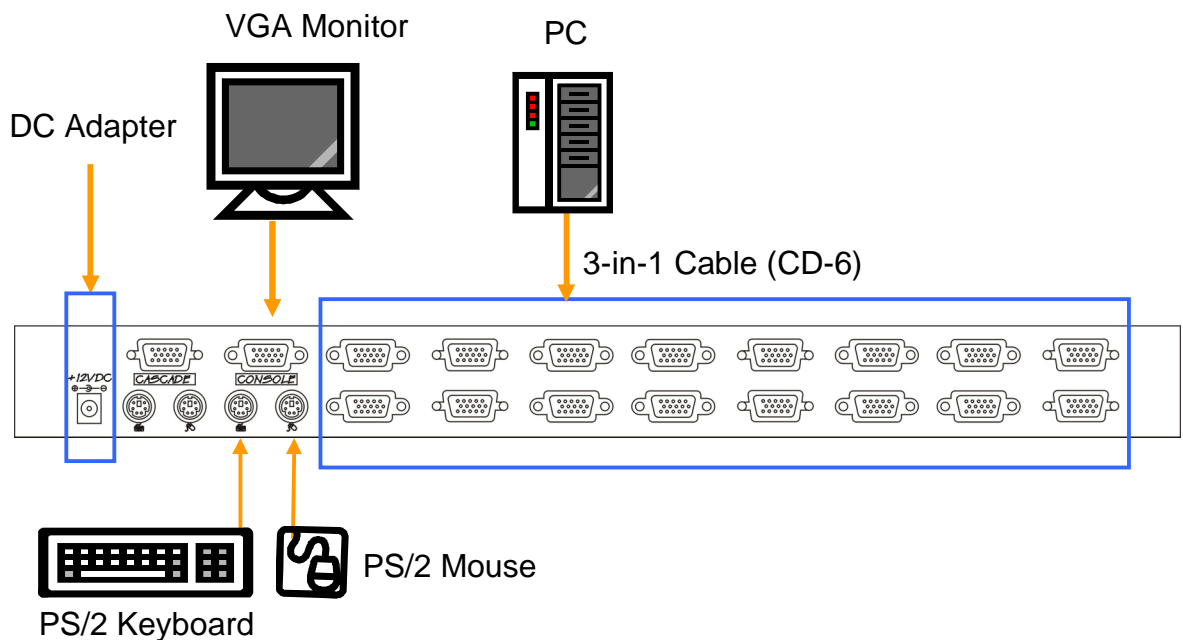 VGA Monitor
PC
DC Adapter
3-in-1 Cable (CD-6)
+12VDC
CASCADE
CONSOLE
PS/2 Mouse
PS/2 Keyboard